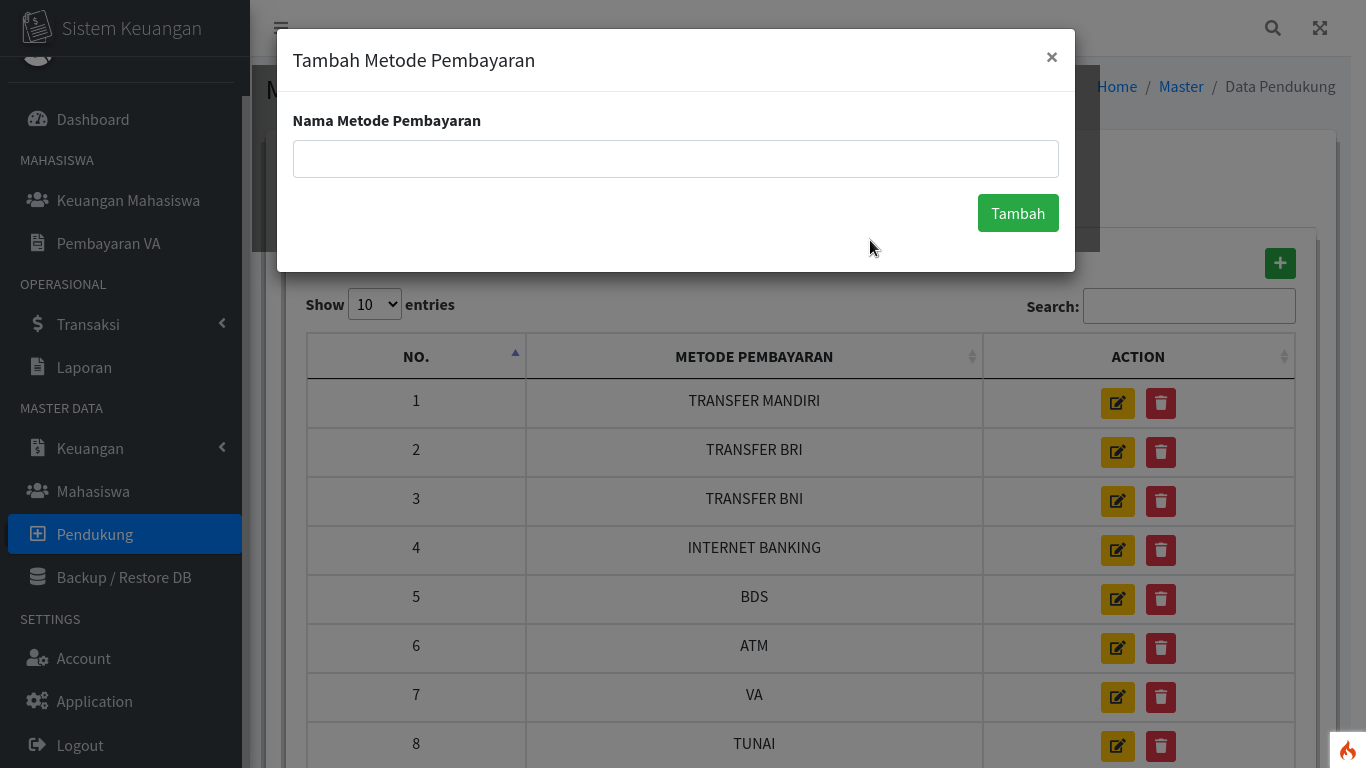 Sistem Keuangan
Dashboard
MAHASISWA
Keuangan Mahasiswa
Pembayaran VA
OPERASIONAL
Transaksi
Laporan
MASTER DATA
Keuangan
Mahasiswa
Pendukung
Backup / Restore DB
SETTINGS
Account
Application
Logout
Tambah Metode Pembayaran
×
Nama Metode Pembayaran
Tambah
Home / Master / Data Pendukung
Show 10 entries
Search:
NO. METODE PEMBAYARAN ACTION
1 TRANSFER MANDIRI
2 TRANSFER BRI
3 TRANSFER BNI
4 INTERNET BANKING
5 BDS
6 ATM
7 VA
8 TUNAI